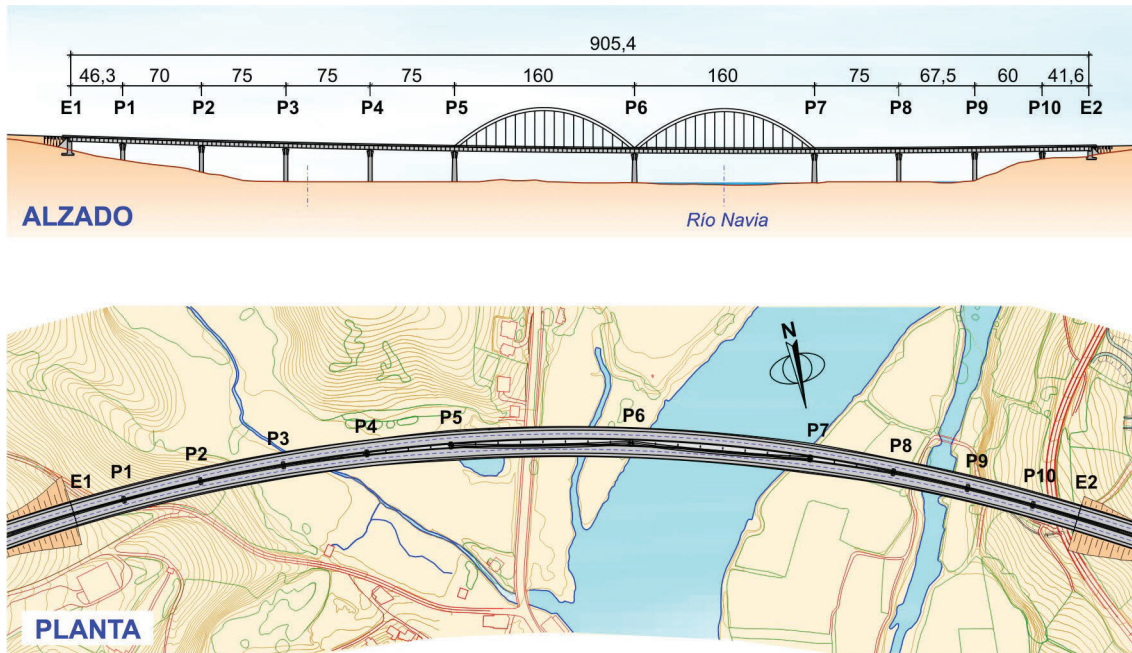 905,4
46,3 70 75 75 75 160 160 75 67,5 60 41,6
E1 P1 P2 P3 P4 P5 P6 P7 P8 P9 P10 E2
ALZADO
Río Navia
N
E1 P1 P2 P3 P4 P5 P6 P7 P8 P9 P10 E2
PLANTA